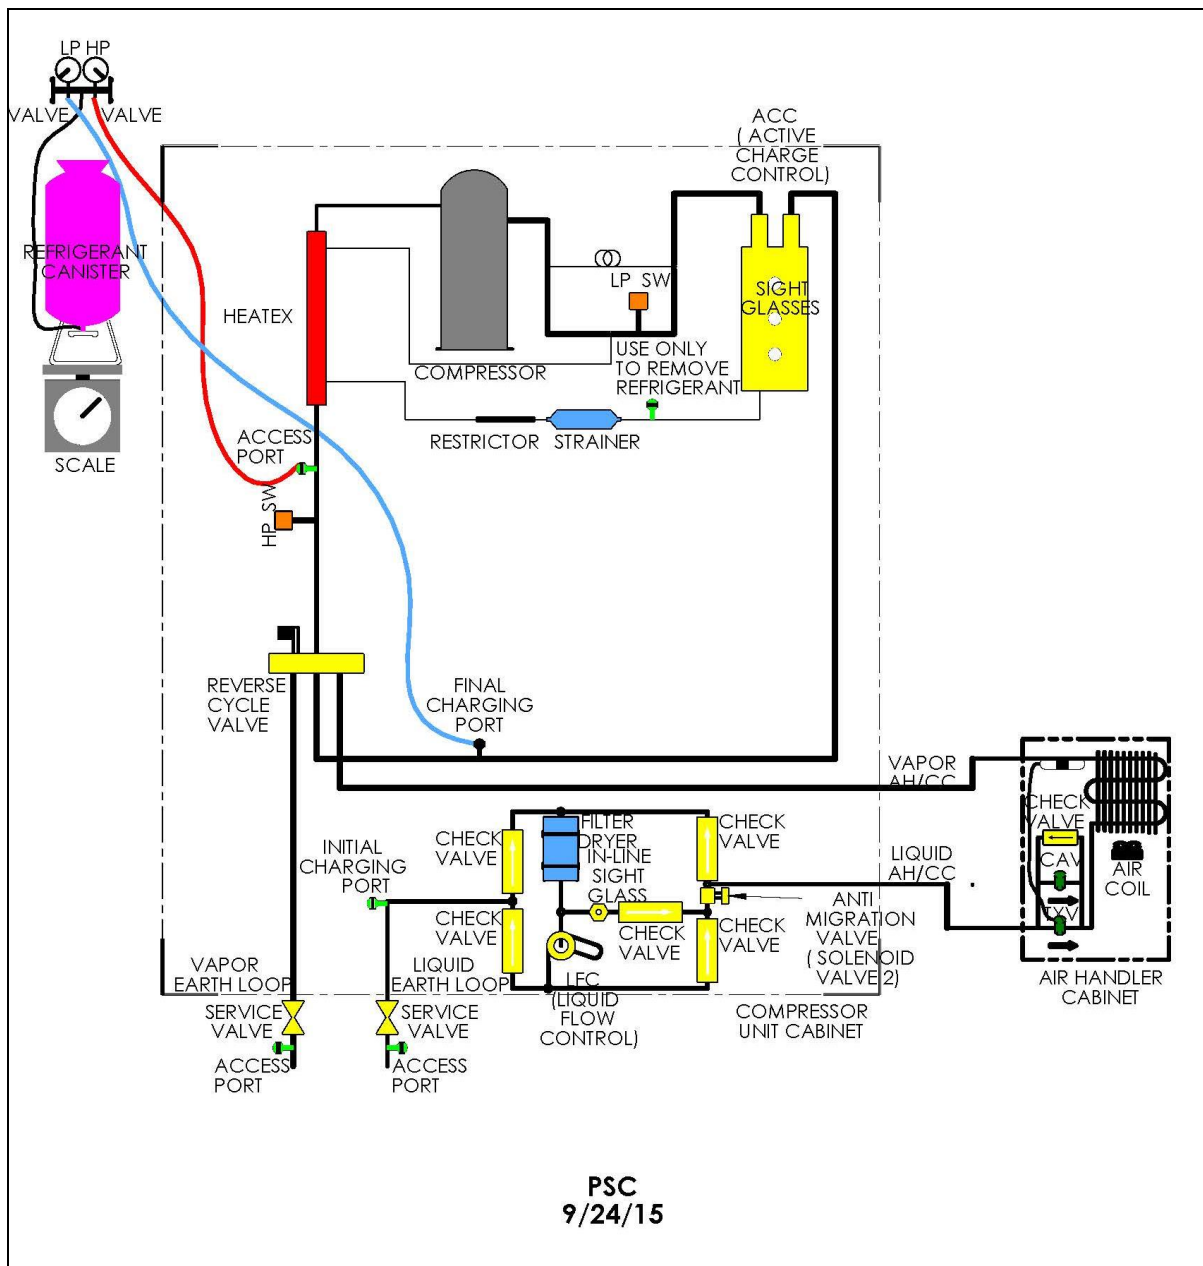 LP HP
VALVE VALVE
REFRIGERANT
CANISTER
SCALE
ACC
( ACTIVE
CHARGE
CONTROL)
HEATEX
COMPRESSOR
LP SW
SIGHT
GLASSES
USE ONLY
TO REMOVE
REFRIGERANT
RESTRICTOR
STRAINER
ACCESS
PORT
HP SW
REVERSE
CYCLE
VALVE
FINAL
CHARGING
PORT
VAPOR
AH/CC
CHECK
VALVE
CAV
TXV
AIR
COIL
AIR HANDLER
CABINET
LIQUID
AH/CC
INITIAL
CHARGING
PORT
CHECK
VALVE
FILTER
DRYER
IN-LINE
SIGHT
GLASS
CHECK
VALVE
CHECK
VALVE
CHECK
VALVE
CHECK
VALVE
ANTI
MIGRATION
VALVE
( SOLENOID
VALVE 2)
LFC
(LIQUID
FLOW
CONTROL)
VAPOR
EARTH LOOP
LIQUID
EARTH LOOP
SERVICE
VALVE
SERVICE
VALVE
COMPRESSOR
UNIT CABINET
ACCESS
PORT
ACCESS
PORT
PSC
9/24/15